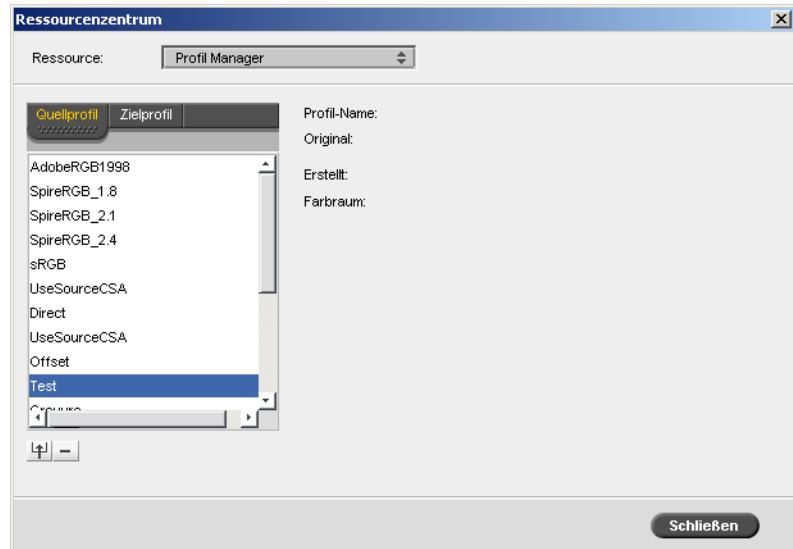 Ressourcenzentrum
Ressource: Profil Manager
Quellprofil Zielprofil
AdobeRGB1998
SpireRGB_1.8
SpireRGB_2.1
SpireRGB_2.4
sRGB
UseSourceCSA
Direct
UseSourceCSA
Offset
Test
Profil-Name:
Original:
Erstellt:
Farbraum:
Schließen